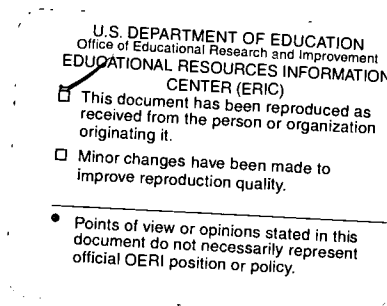 U.S. DEPARTMENT OF EDUCATION
Office of Educational Research and Improvement
EDUCATIONAL RESOURCES INFORMATION
CENTER (ERIC)
☐ This document has been reproduced as
received from the person or organization
originating it.
☐ Minor changes have been made to
improve reproduction quality.
● Points of view or opinions stated in this
document do not necessarily represent
official OERI position or policy.